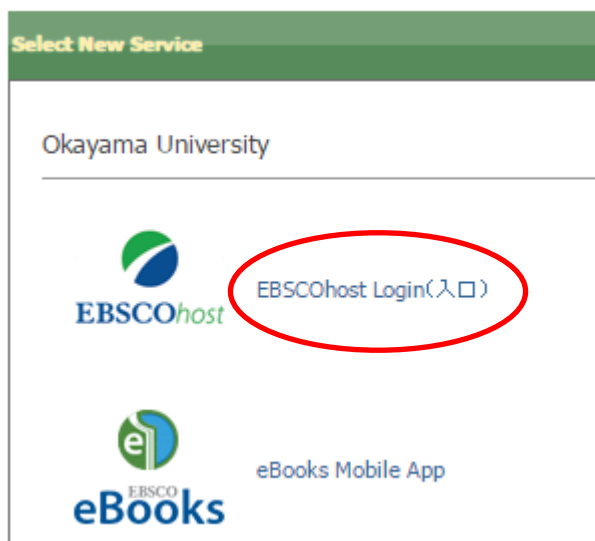 Select New Service
Okayama University
EBSCOhost
EBSCOhost Login(入口)
e
EBSCO
eBooks
eBooks Mobile App